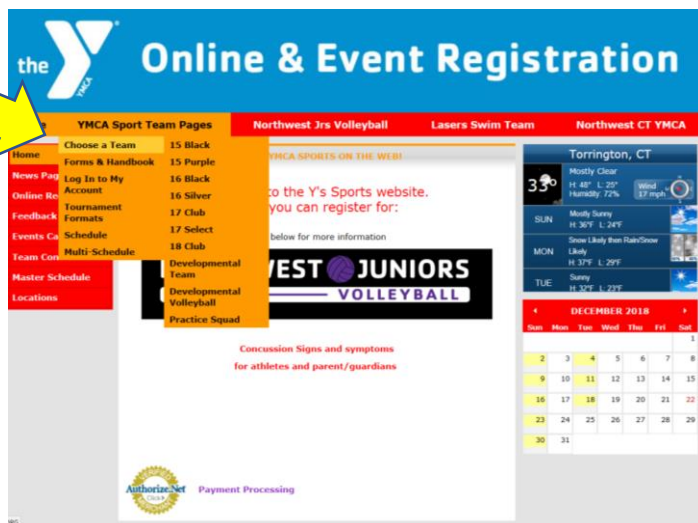 the
YMCA
Online & Event Registration
YMCA Sport Team Pages
Northwest Jrs Volleyball
Lasers Swim Team
Northwest CT YMCA
Home
News Pag
Online Re
Feedback
Events Ca
Team Con
Master Schedule
Locations
Choose a Team
Forms & Handbook
Log In to My
Account
Tournament
Formats
Schedule
Multi-Schedule
15 Black
15 Purple
16 Black
16 Silver
17 Club
17 Select
18 Club
Developmental
Team
Developmental
Volleyball
Practice Squad
YMCA SPORTS ON THE WEB!
to the Y's Sports website.
you can register for:
below for more information
EST JUNIORS
VOLLEYBALL
Concussion Signs and symptoms
for athletes and parent/guardians
Authorize.Net
Click
Payment Processing
Torrington, CT
33°
Mostly Clear
H: 48° L: 25°
Humidity: 72%
Wind
17 mph
SUN
Mostly Sunny
H: 36°F L: 24°F
MON
Snow Likely then Rain/Snow
Likely
H: 37°F L: 29°F
TUE
Sunny
H: 32°F L: 23°F
DECEMBER 2018
Sun Mon Tue Wed Thu Fri Sat
1
2 3 4 5 6 7 8
9 10 11 12 13 14 15
16 17 18 19 20 21 22
23 24 25 26 27 28 29
30 31